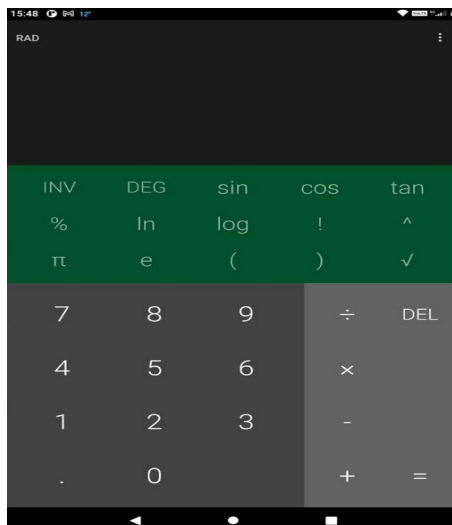 15:48 12°
RAD
INV DEG sin cos tan
% ln log ! ^
π e ( ) √
7 8 9 ÷ DEL
4 5 6 ×
1 2 3 -
. 0 + =